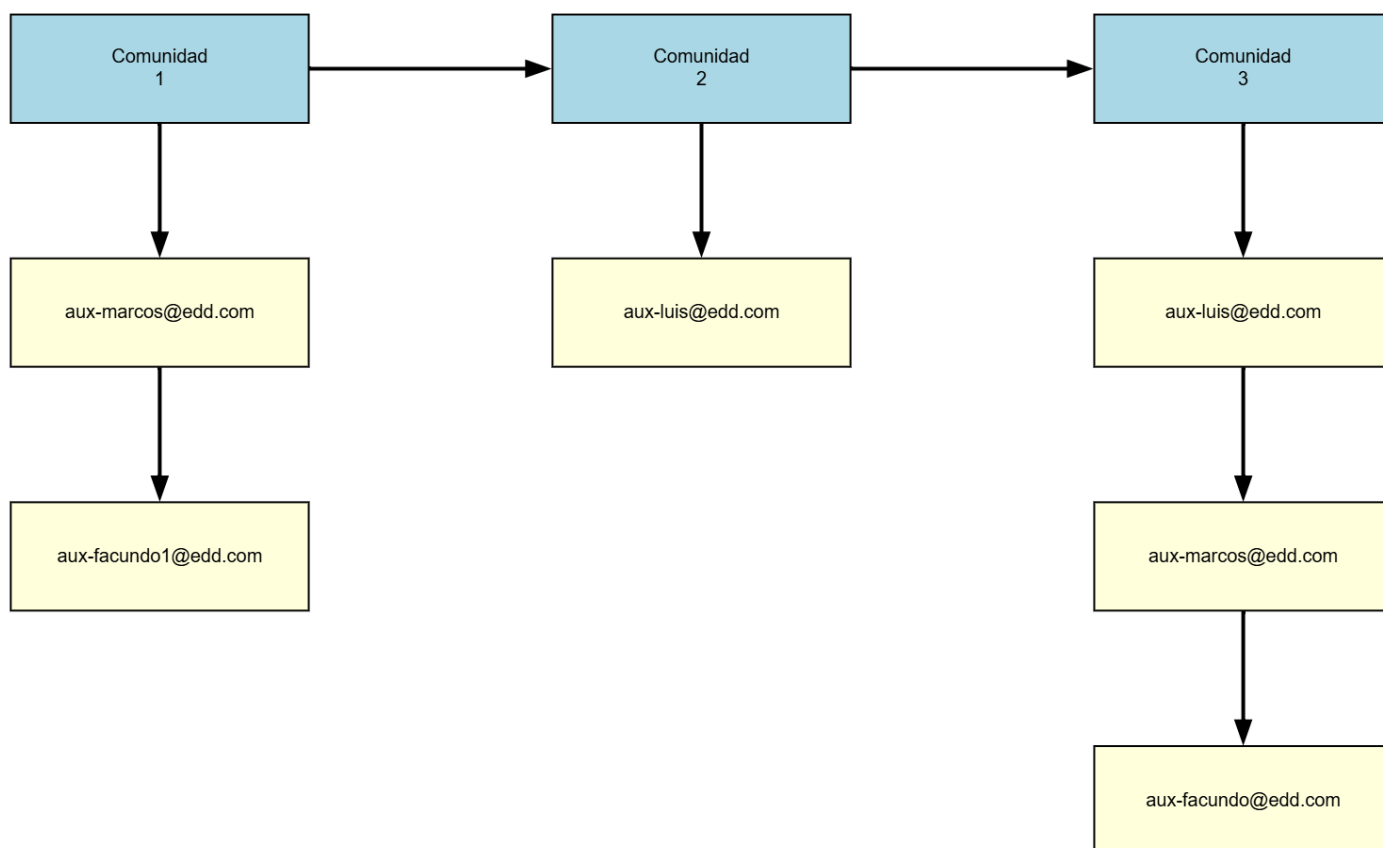 Comunidad
1
Comunidad
2
Comunidad
3
aux-marcos@edd.com
aux-luis@edd.com
aux-luis@edd.com
aux-facundo1@edd.com
aux-marcos@edd.com
aux-facundo@edd.com